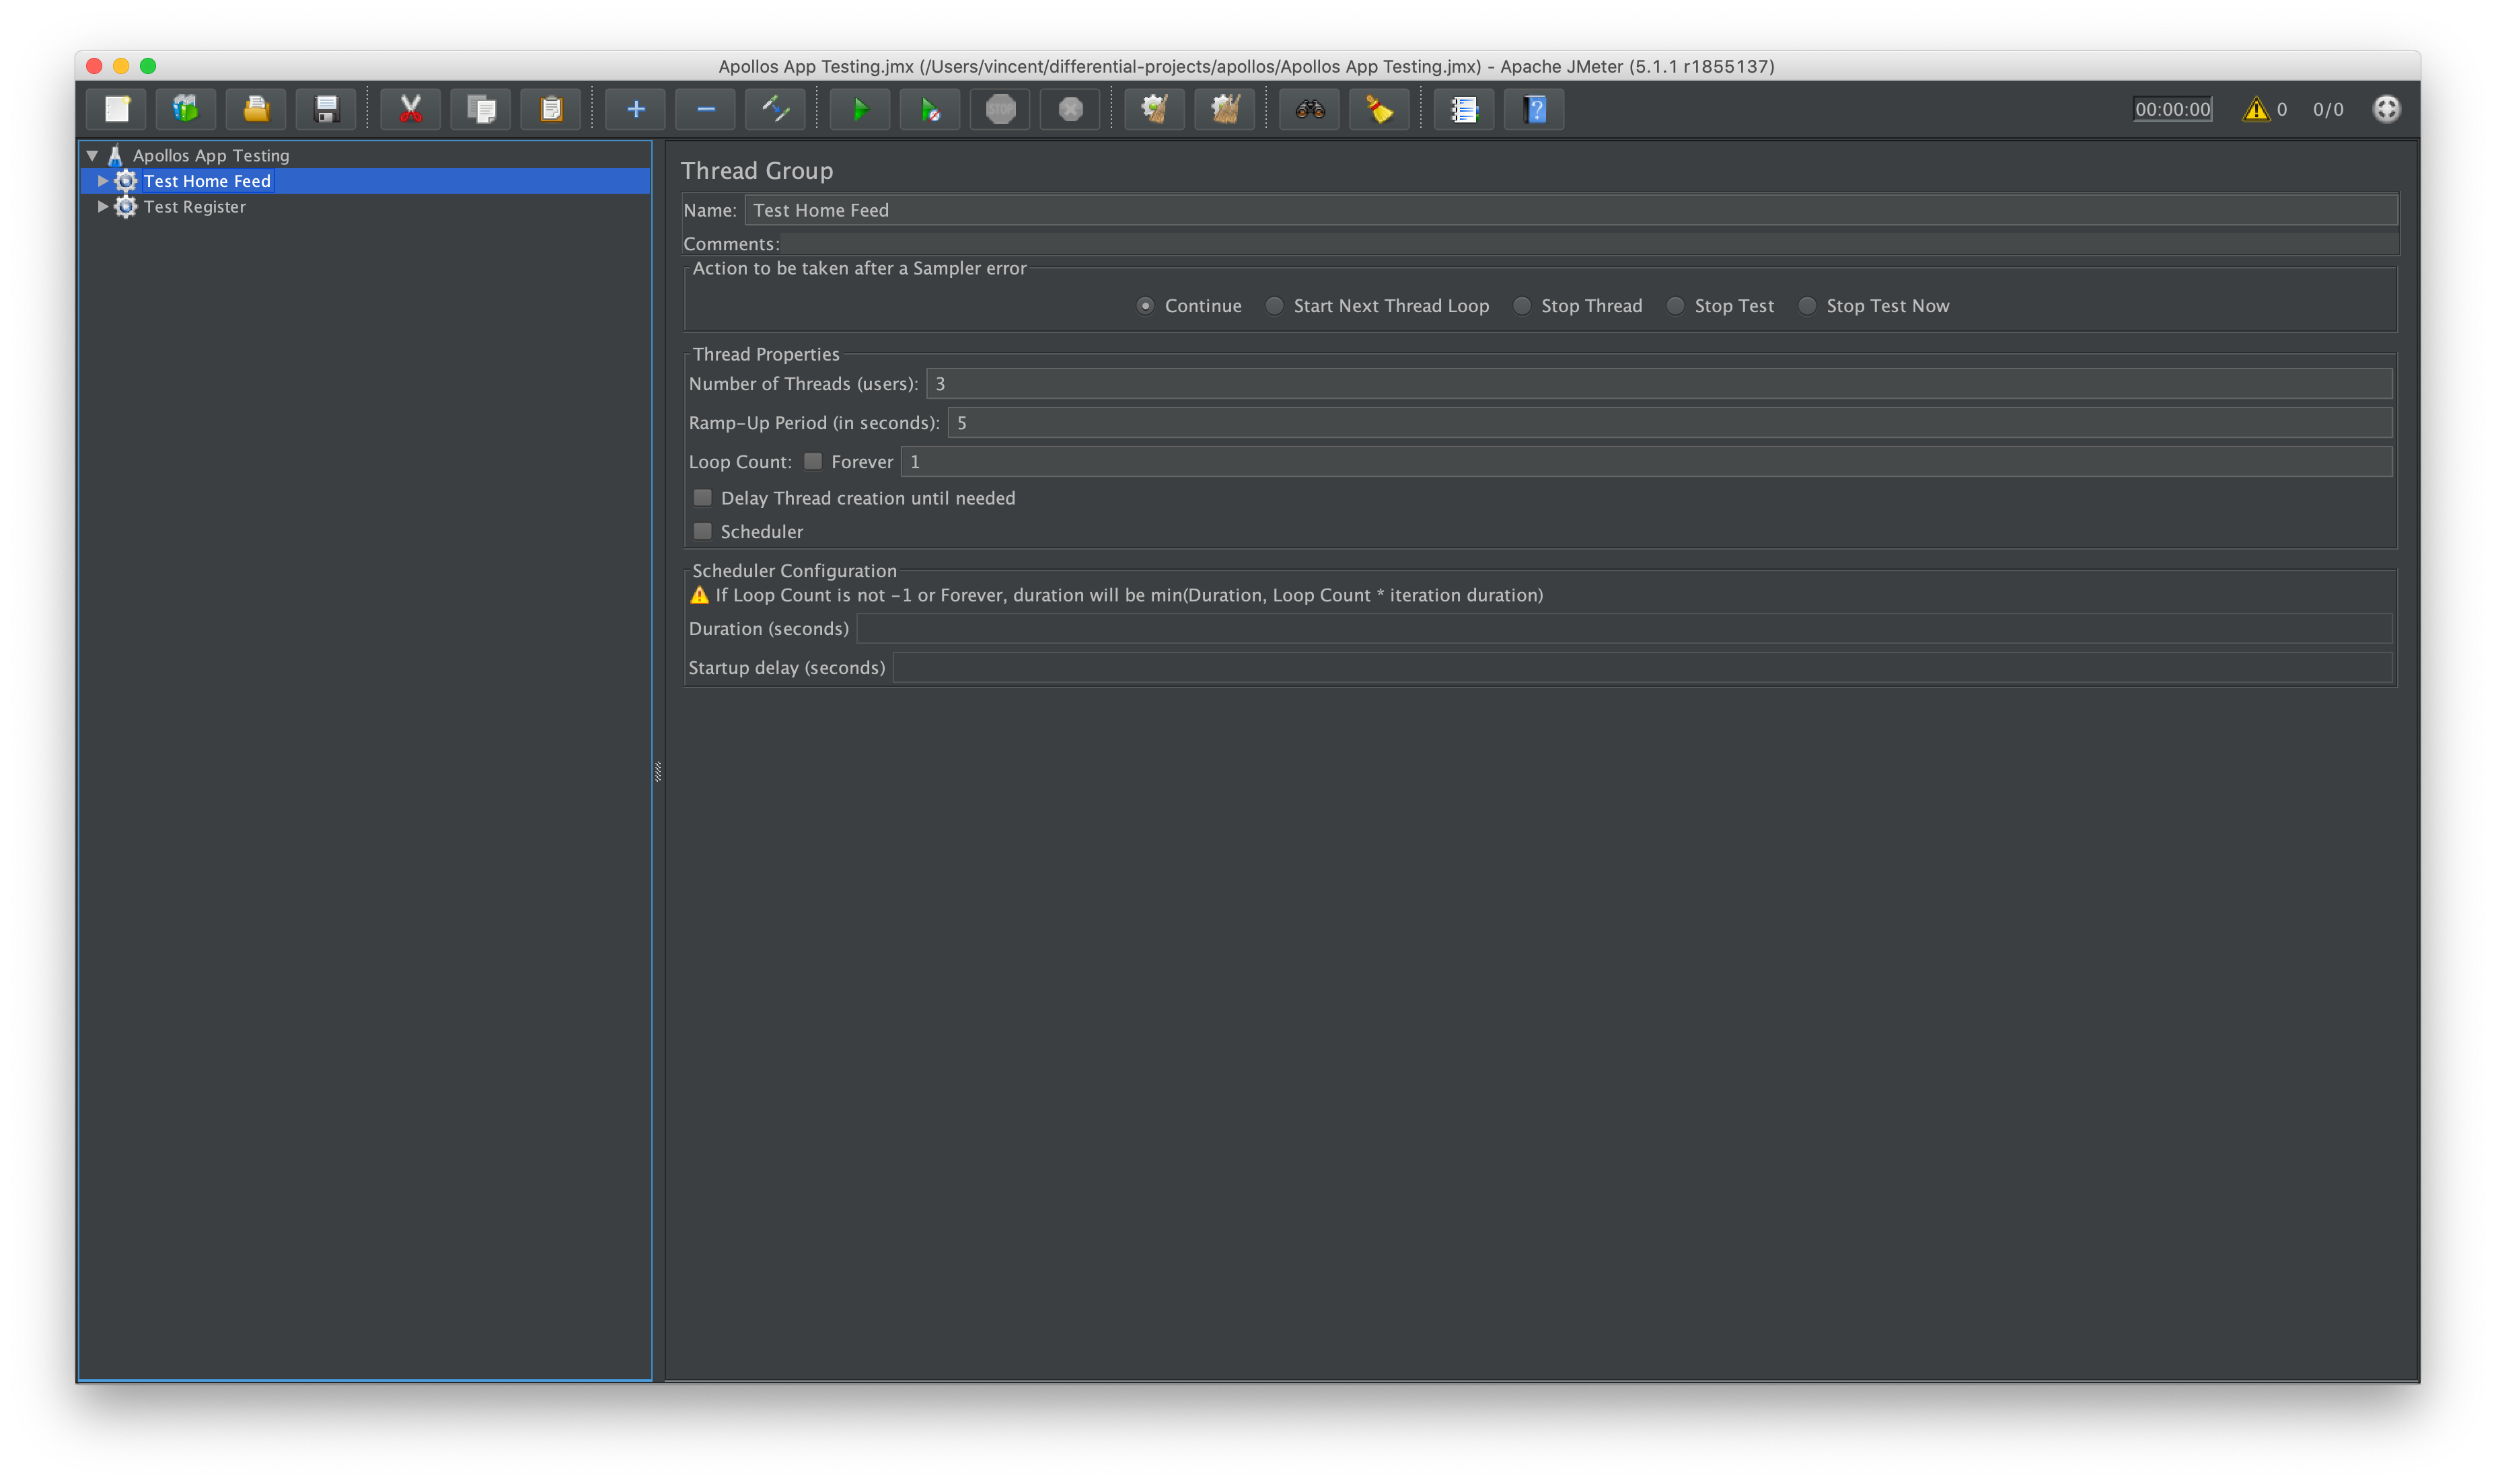 Apollos App Testing.jmx (/Users/vincent/differential-projects/apollos/Apollos App Testing.jmx) - Apache JMeter (5.1.1 r1855137)
STOP
?
00:00:00
0
0/0
Apollos App Testing
Test Home Feed
Test Register
Thread Group
Name: Test Home Feed
Comments:
Action to be taken after a Sampler error
Continue Start Next Thread Loop Stop Thread Stop Test Stop Test Now
Thread Properties
Number of Threads (users): 3
Ramp-Up Period (in seconds): 5
Loop Count: Forever 1
Delay Thread creation until needed
Scheduler
Scheduler Configuration
If Loop Count is not -1 or Forever, duration will be min(Duration, Loop Count * iteration duration)
Duration (seconds)
Startup delay (seconds)